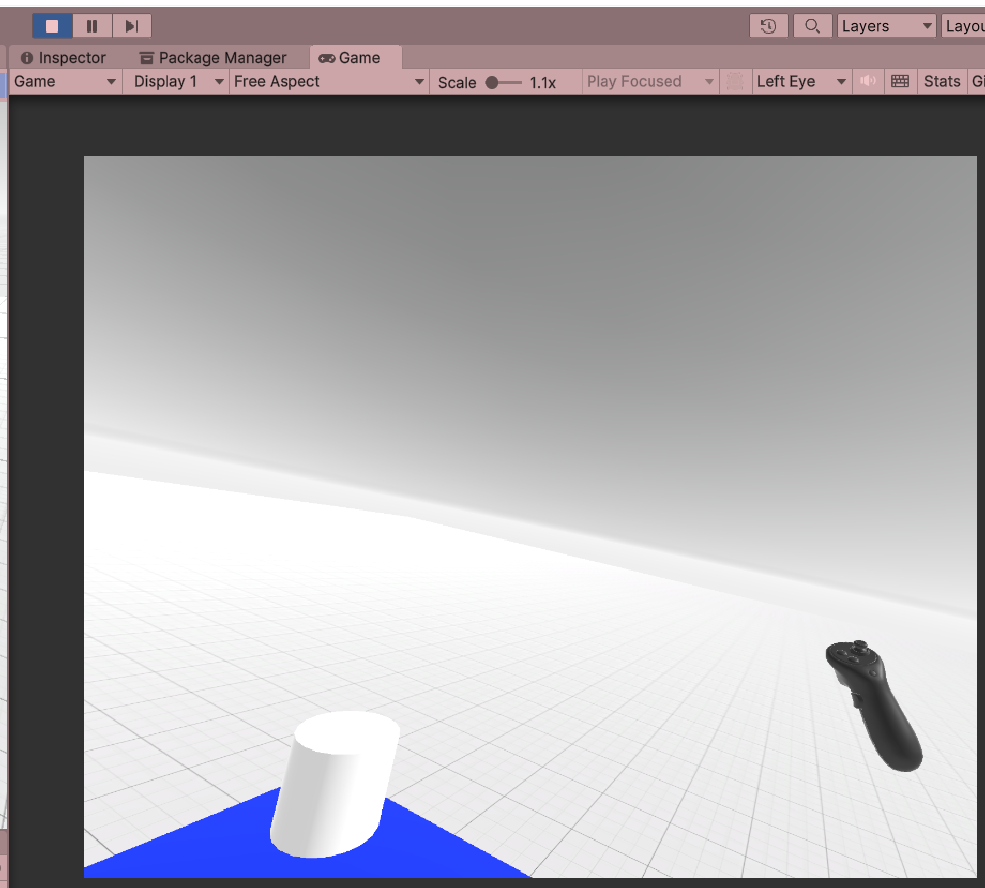 Layers Layou
Inspector Package Manager Game
Game Display 1 Free Aspect Scale 1.1x Play Focused Left Eye Stats Gi